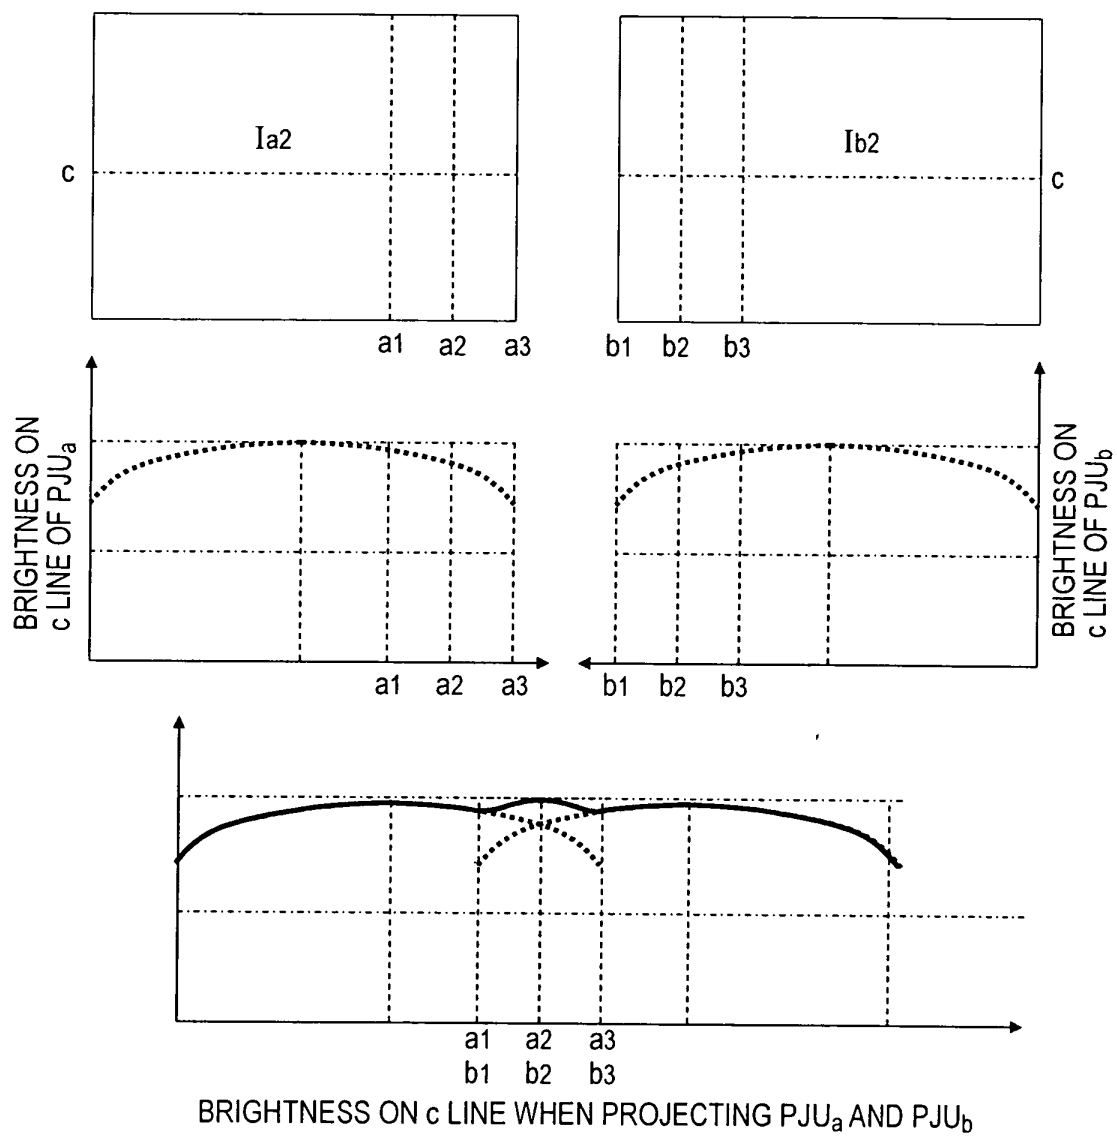 Ia2
Ib2
c
c
a1 a2 a3
b1 b2 b3
BRIGHTNESS ON
c LINE OF PJUa
BRIGHTNESS ON
c LINE OF PJUb
a1 a2 a3
b1 b2 b3
a1 a2 a3
b1 b2 b3
BRIGHTNESS ON c LINE WHEN PROJECTING PJUa AND PJUb